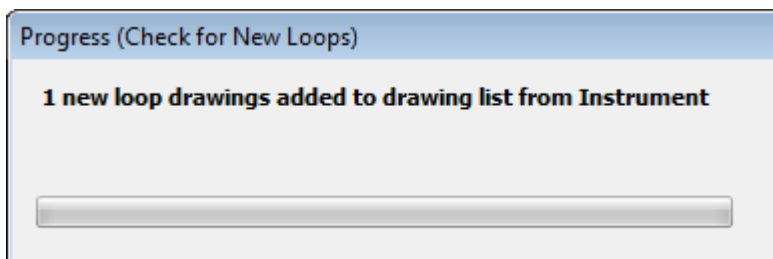 Progress (Check for New Loops)
1 new loop drawings added to drawing list from Instrument